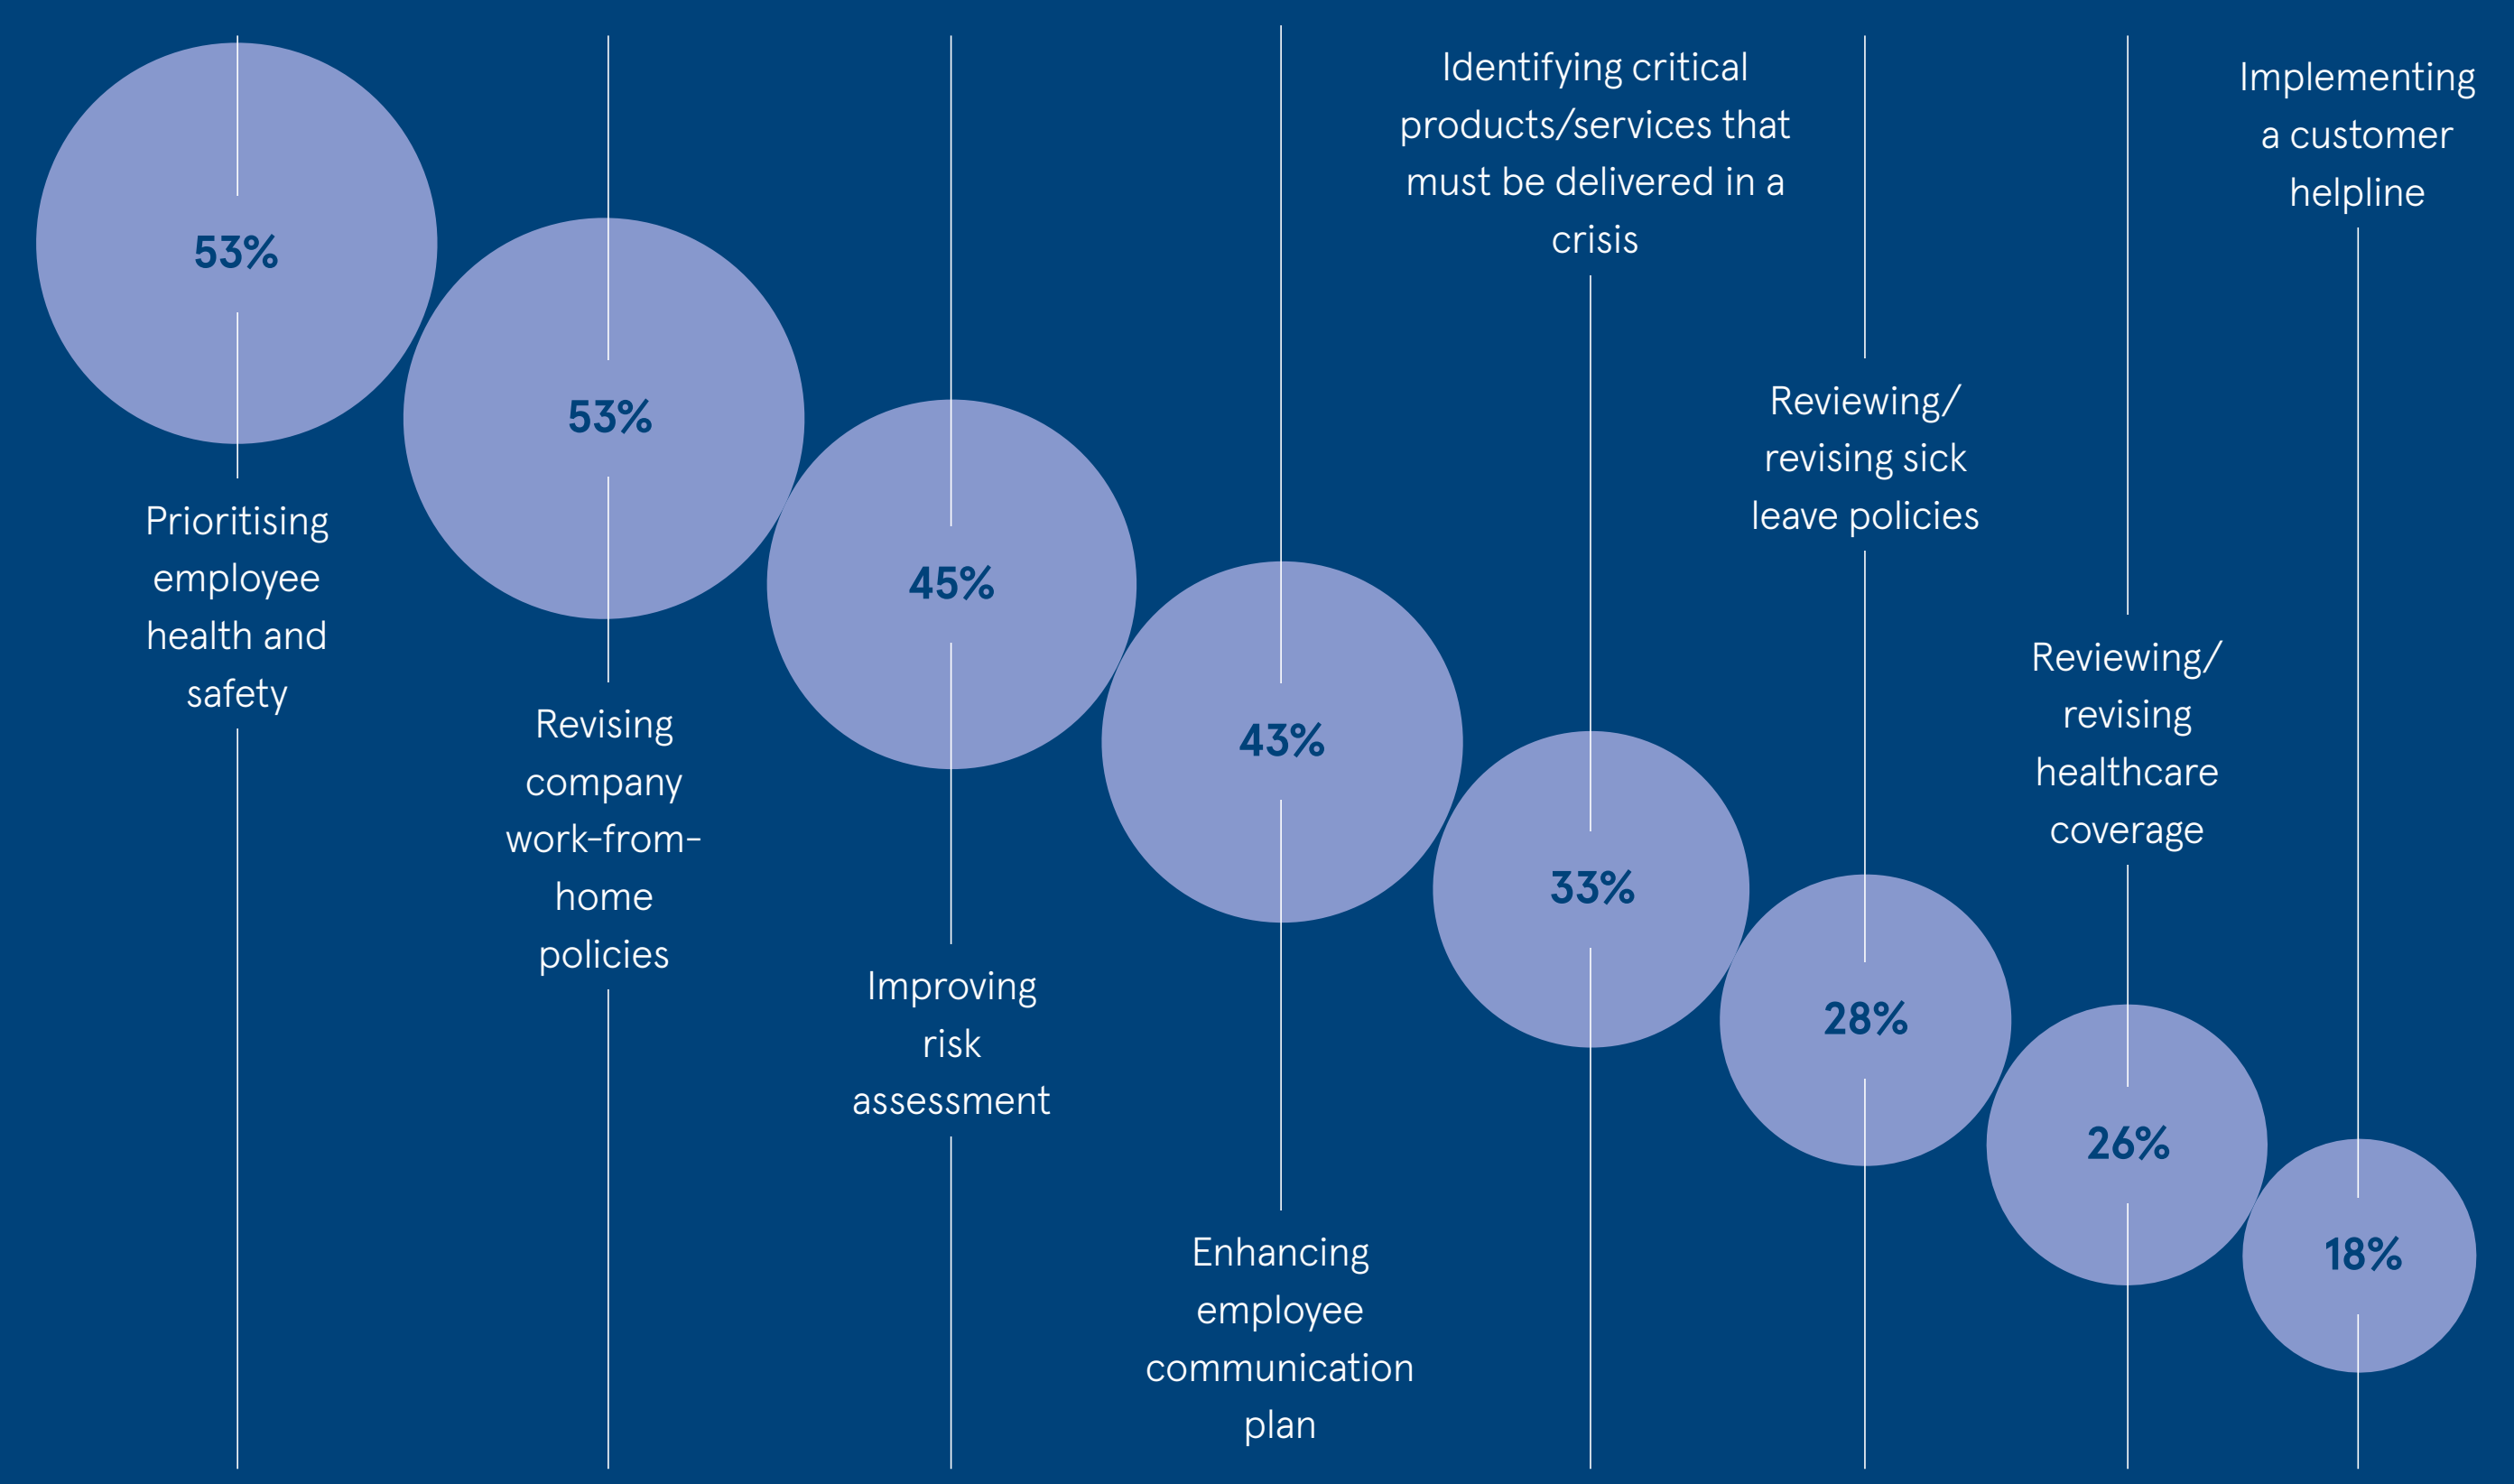 53%
Prioritising
employee
health and
safety
53%
Revising
company
work-from-
home
policies
45%
Improving
risk
assessment
43%
Enhancing
employee
communication
plan
Identifying critical
products/services that
must be delivered in a
crisis
33%
Reviewing/
revising sick
leave policies
28%
Reviewing/
revising
healthcare
coverage
26%
Implementing
a customer
helpline
18%